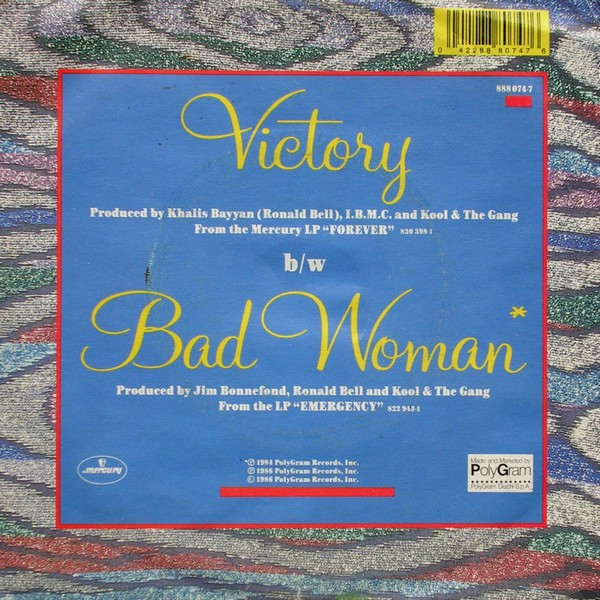 0 42288 80747 6
888 074-7
Victory
Produced by Khalis Bayyan (Ronald Bell), I.B.M.C. and Kool & The Gang
From the Mercury LP “FOREVER” 830 398-1
b/w
Bad Woman*
Produced by Jim Bonnefond, Ronald Bell and Kool & The Gang
From the LP “EMERGENCY” 822 943-1
*℗ 1984 PolyGram Records, Inc.
℗ 1986 PolyGram Records, Inc.
© 1986 PolyGram Records, Inc.
mercury
Made and Marketed by
PolyGram
PolyGram Dischi-S.p.A.